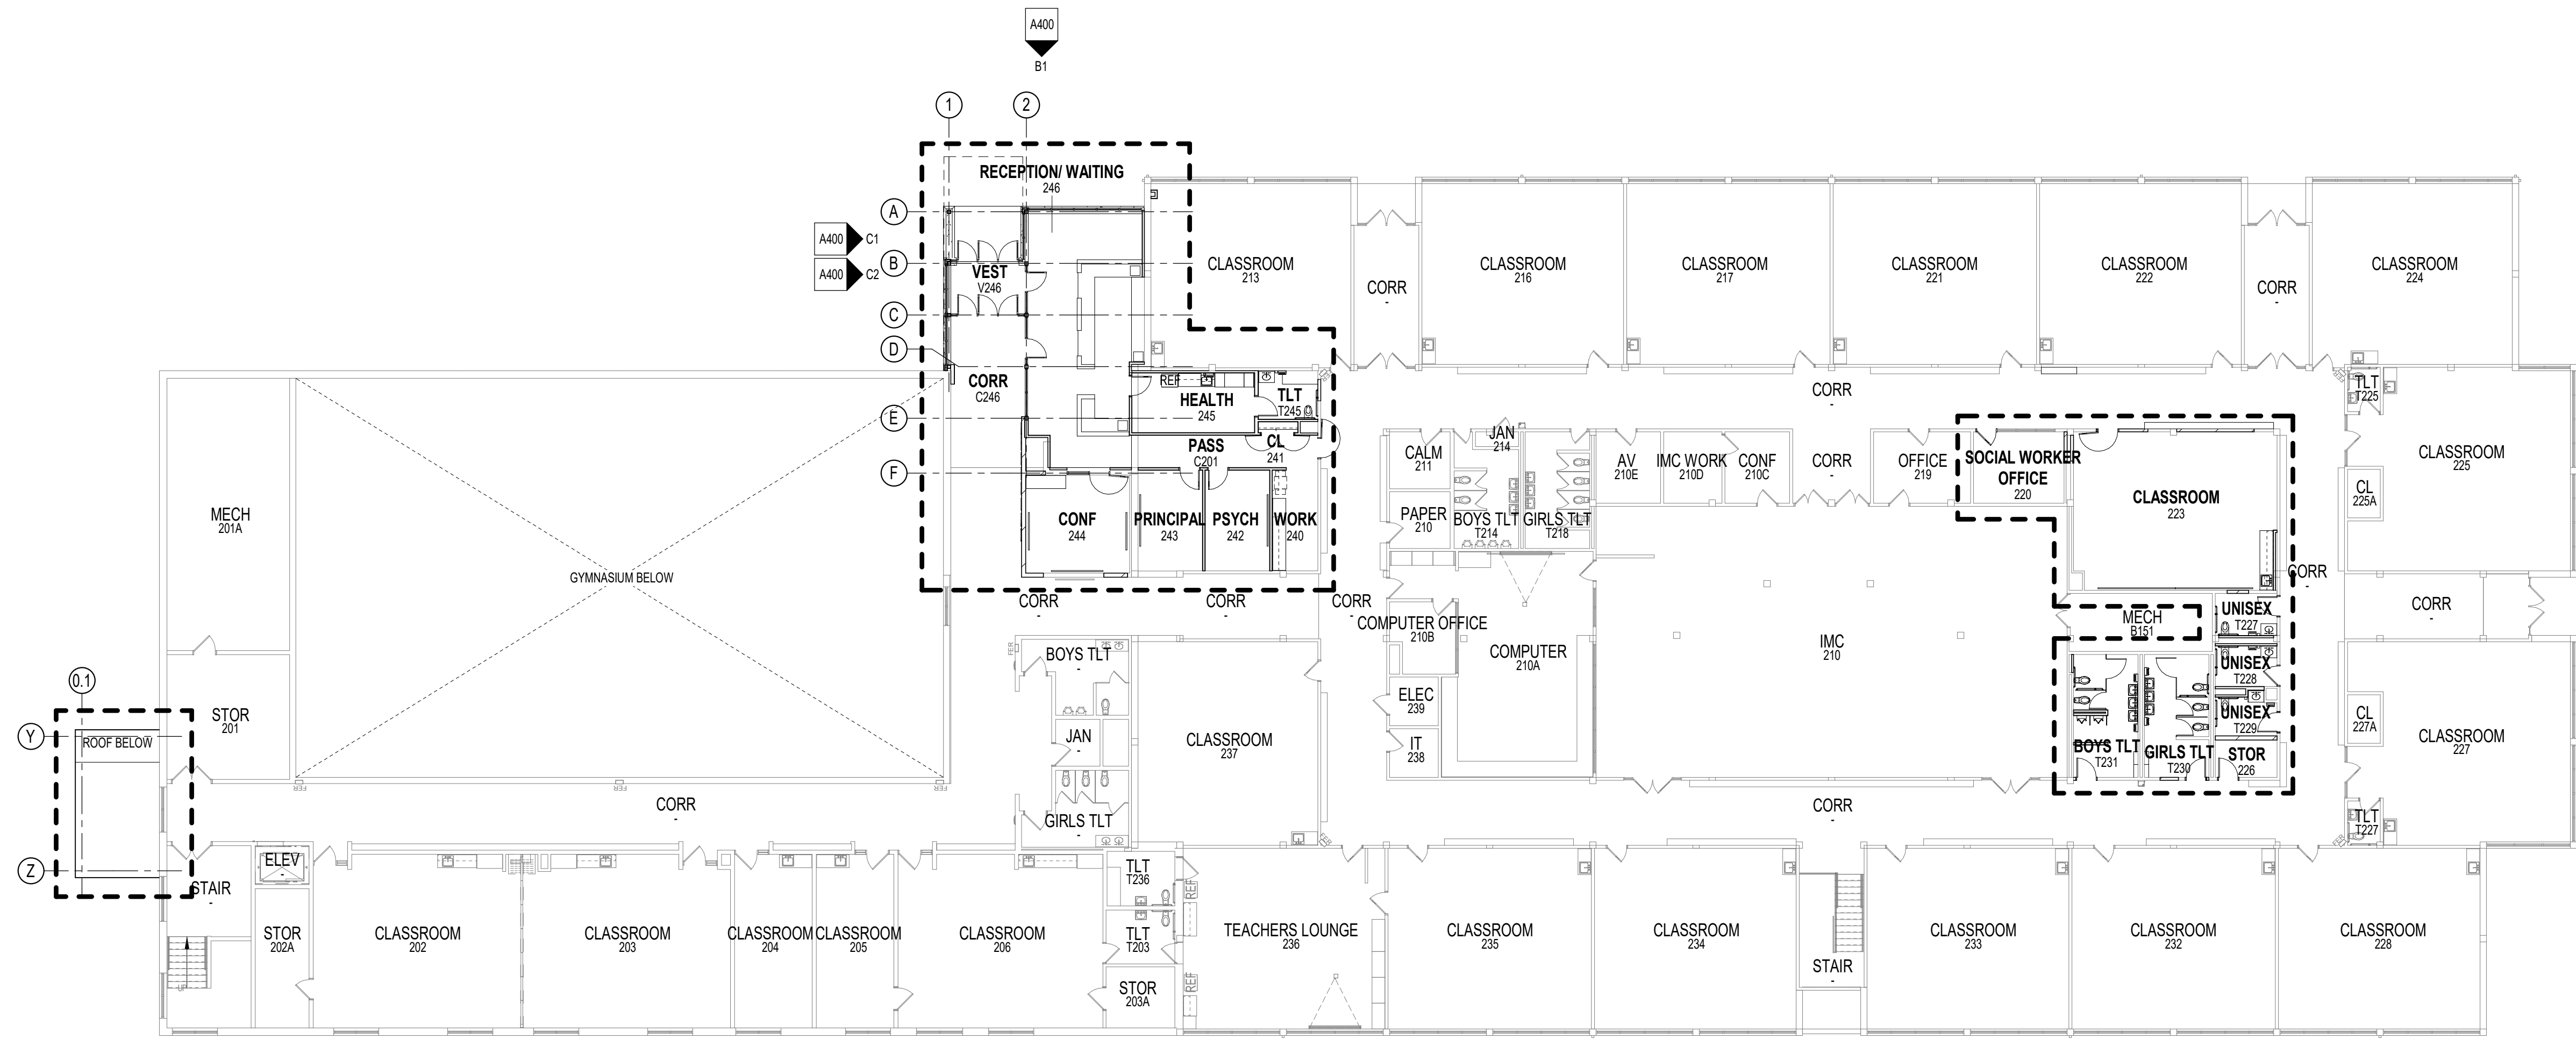 A400
B1
1
2
RECEPTION/ WAITING
246
A
A400
C1
B
A400
C2
VEST
V246
C
D
CORR
C246
E
F
REF
HEALTH
245
TLT
T245
PASS
C201
CL
241
CONF
244
PRINCIPAL
243
PSYCH
242
WORK
240
CLASSROOM
213
CORR
-
CLASSROOM
216
CLASSROOM
217
CLASSROOM
221
CLASSROOM
222
CORR
-
CLASSROOM
224
CORR
-
TLT
T225
CALM
211
JAN
214
PAPER
210
BOYS TLT
T214
GIRLS TLT
T218
AV
210E
IMC WORK
210D
CONF
210C
CORR
-
OFFICE
219
SOCIAL WORKER
OFFICE
220
CLASSROOM
223
CLASSROOM
225
CL
225A
CORR
-
CORR
-
MECH
201A
GYMNASIUM BELOW
CORR
-
CORR
-
CORR
-
COMPUTER OFFICE
210B
COMPUTER
210A
IMC
210
MECH
B151
UNISEX
T227
UNISEX
T228
UNISEX
T229
BOYS TLT
T231
GIRLS TLT
T230
STOR
226
CL
227A
CLASSROOM
227
TLT
T227
0.1
Y
ROOF BELOW
Z
STOR
201
FER
BOYS TLT
-
JAN
-
GIRLS TLT
-
CLASSROOM
237
ELEC
239
IT
238
FER
FER
FER
CORR
-
CORR
-
STAIR
-
ELEV
-
STOR
202A
CLASSROOM
202
CLASSROOM
203
CLASSROOM
204
CLASSROOM
205
CLASSROOM
206
TLT
T236
TLT
T203
STOR
203A
REF
REF
TEACHERS LOUNGE
236
CLASSROOM
235
CLASSROOM
234
STAIR
-
CLASSROOM
233
CLASSROOM
232
CLASSROOM
228